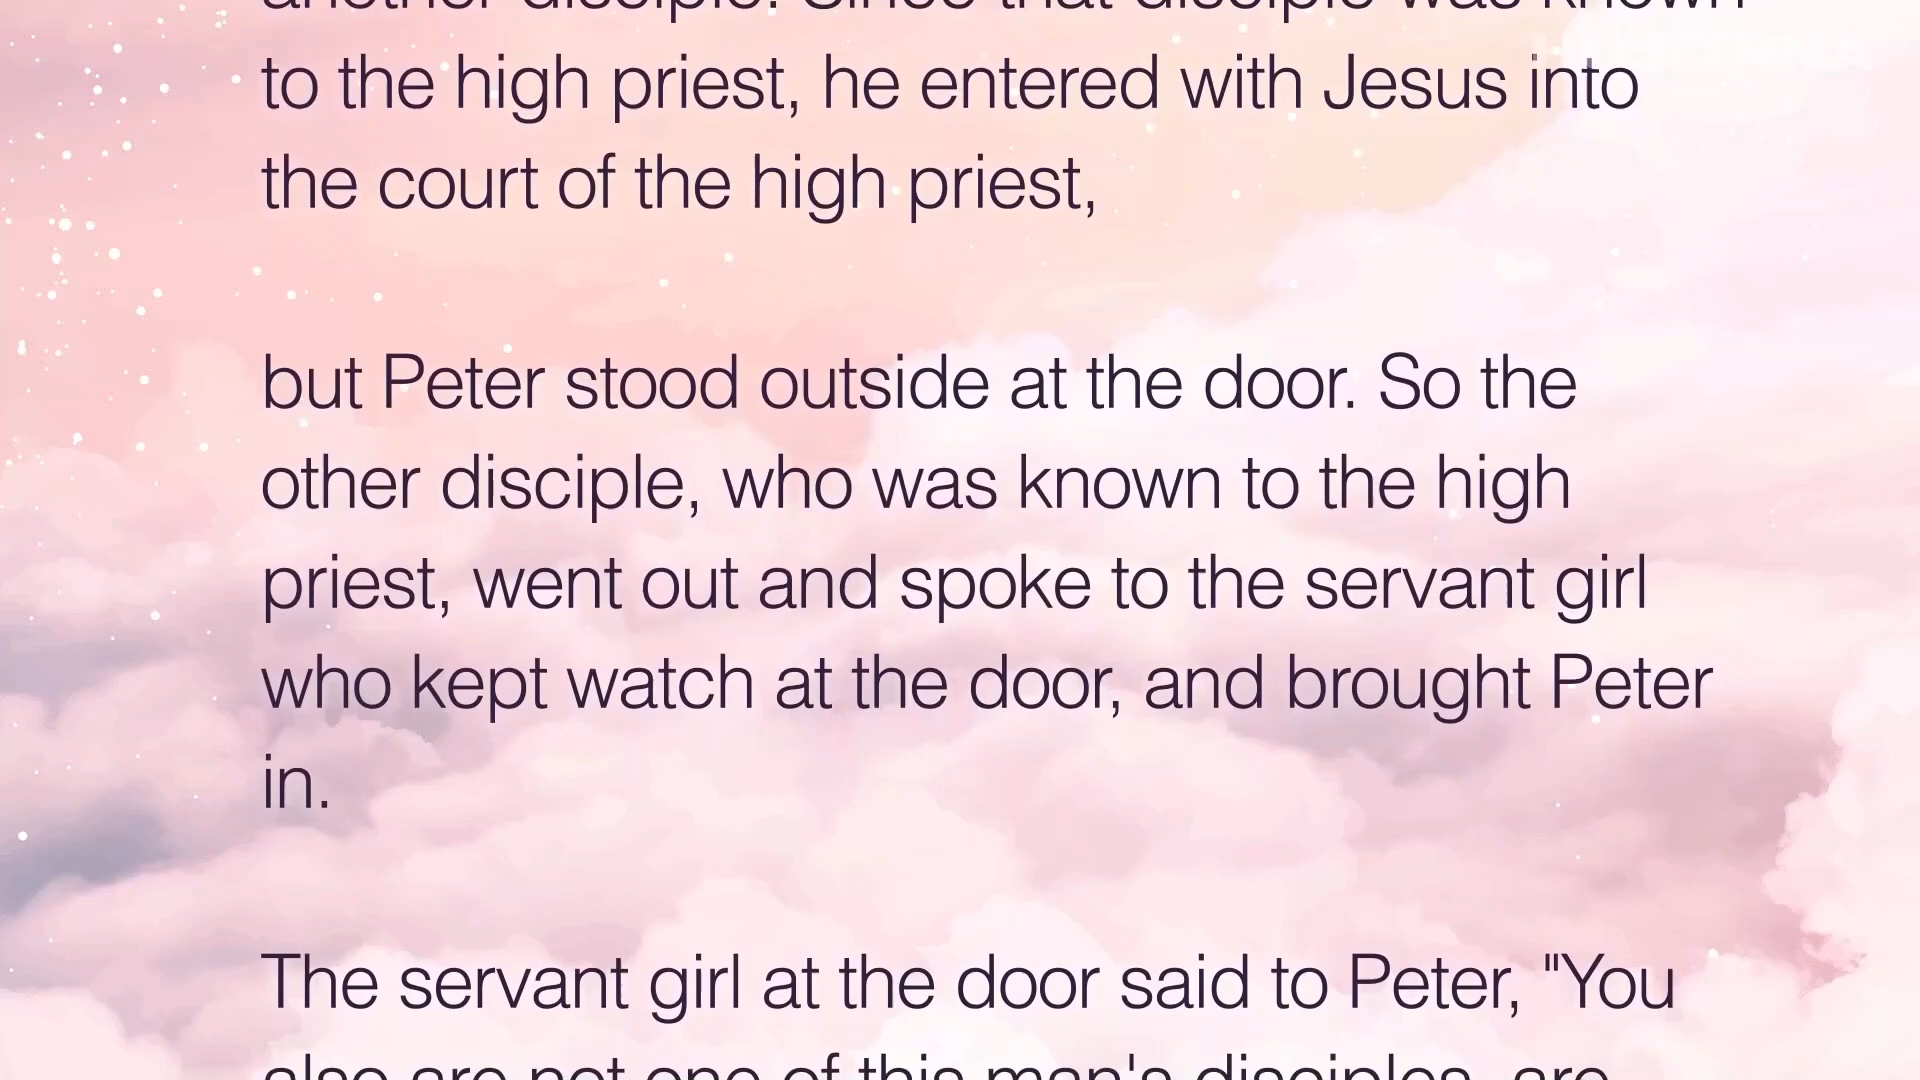 another disciple. Since that disciple was known
to the high priest, he entered with Jesus into
the court of the high priest,
but Peter stood outside at the door. So the
other disciple, who was known to the high
priest, went out and spoke to the servant girl
who kept watch at the door, and brought Peter
in.
The servant girl at the door said to Peter, "You
also are not one of this man's disciples, are